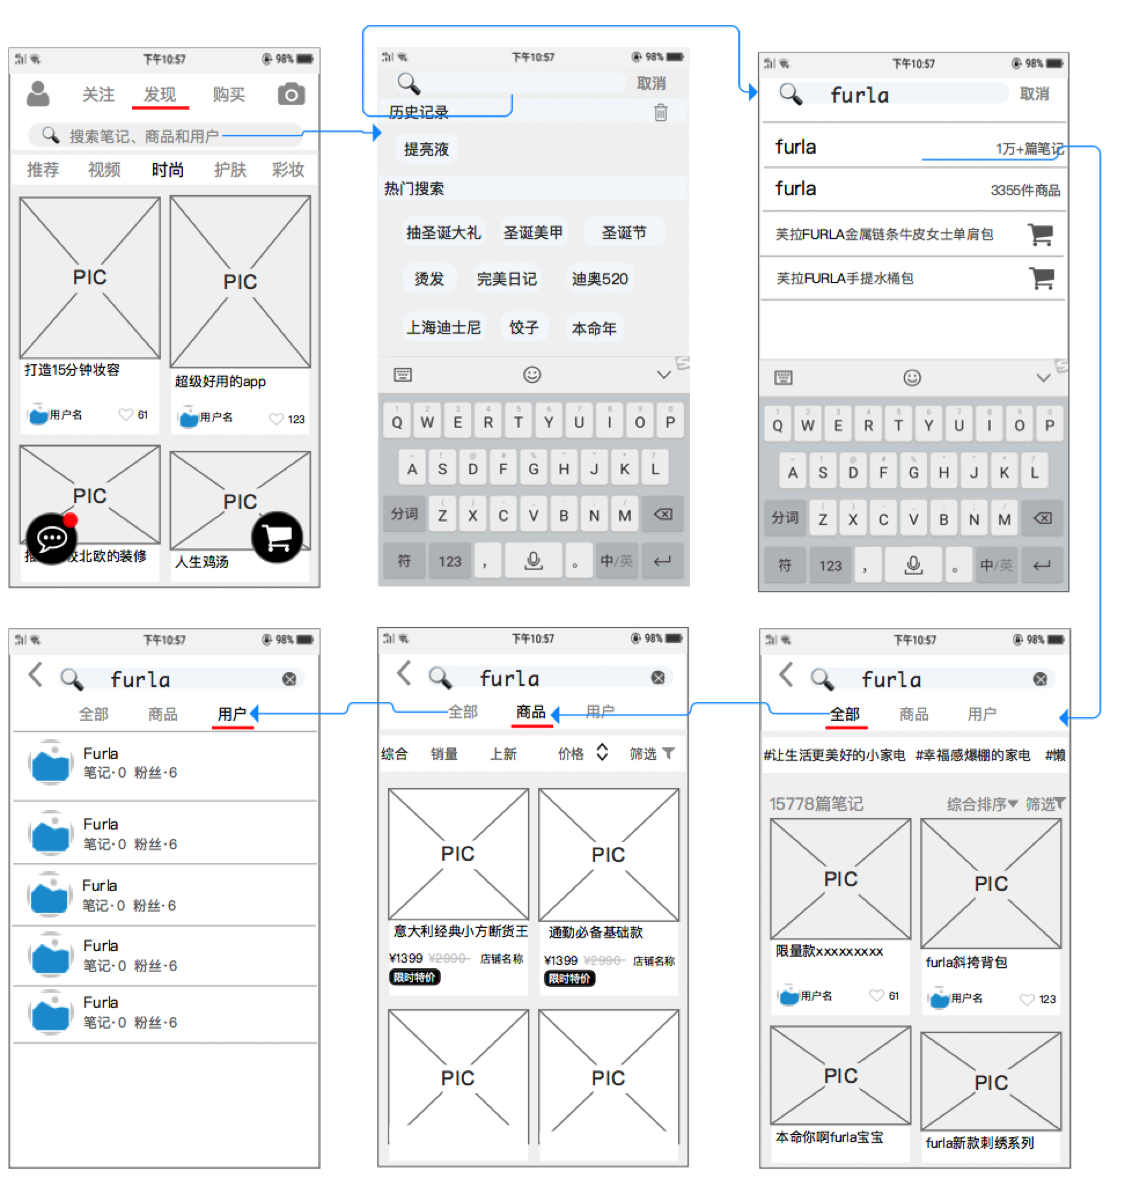 下午10:57
98%
关注 发现 购买
搜索笔记、商品和用户
推荐 视频 时尚 护肤 彩妆
PIC
PIC
打造15分钟妆容
超级好用的app
用户名 61
用户名 123
PIC
PIC
北欧的装修
人生鸡汤
下午10:57
98%
取消
历史记录
提亮液
热门搜索
抽圣诞大礼 圣诞美甲 圣诞节
烫发 完美日记 迪奥520
上海迪士尼 饺子 本命年
Q W E R T Y U I O P
A S D F G H J K L
分词 Z X C V B N M
符 123 , 。 中/英
下午10:57
98%
furla 取消
furla 1万+篇笔记
furla 3355件商品
芙拉FURLA金属链条牛皮女士单肩包
芙拉FURLA手提水桶包
Q W E R T Y U I O P
A S D F G H J K L
分词 Z X C V B N M
符 123 , 。 中/英
下午10:57
98%
furla
全部 商品 用户
Furla
笔记·0 粉丝·6
Furla
笔记·0 粉丝·6
Furla
笔记·0 粉丝·6
Furla
笔记·0 粉丝·6
Furla
笔记·0 粉丝·6
下午10:57
98%
furla
全部 商品 用户
综合 销量 上新 价格 筛选
PIC
PIC
意大利经典小方断货王
通勤必备基础款
¥1399 ¥2990 店铺名称
限时特价
¥1399 ¥2990 店铺名称
限时特价
PIC
PIC
下午10:57
98%
furla
全部 商品 用户
#让生活更美好的小家电 #幸福感爆棚的家电 #懒
15778篇笔记 综合排序 筛选
PIC
PIC
限量款xxxxxxxxx
furla斜挎背包
用户名 61
用户名 123
PIC
PIC
本命你啊furla宝宝
furla新款刺绣系列